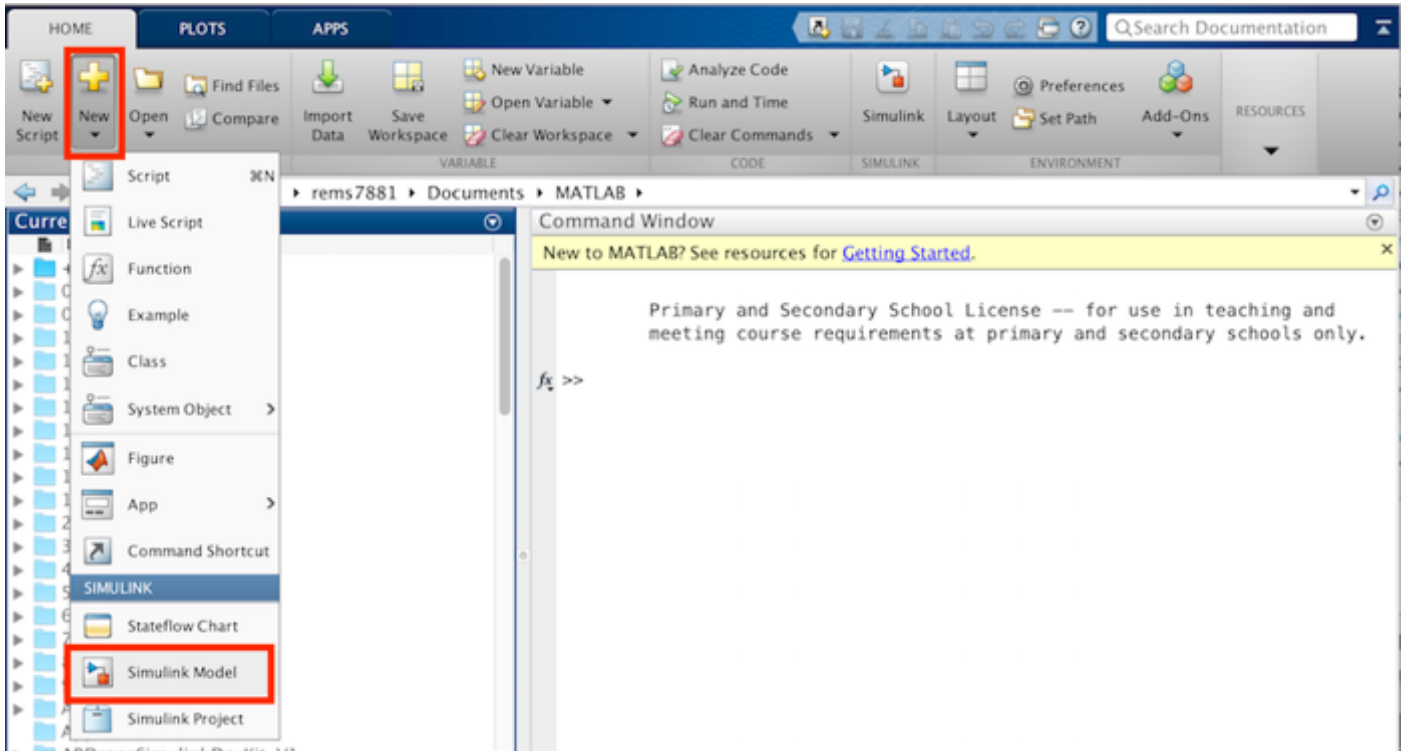 HOME PLOTS APPS
Search Documentation
New Script
New
Open
Find Files
Compare
Import Data
Save Workspace
New Variable
Open Variable
Clear Workspace
VARIABLE
Analyze Code
Run and Time
Clear Commands
CODE
Simulink
SIMULINK
Layout
Preferences
Set Path
Add-Ons
ENVIRONMENT
RESOURCES
rems7881 Documents MATLAB
Script ⌘N
Live Script
fx Function
Example
Class
System Object
Figure
App
Command Shortcut
SIMULINK
Stateflow Chart
Simulink Model
Simulink Project
Command Window
New to MATLAB? See resources for Getting Started.
Primary and Secondary School License -- for use in teaching and
meeting course requirements at primary and secondary schools only.
fx >>